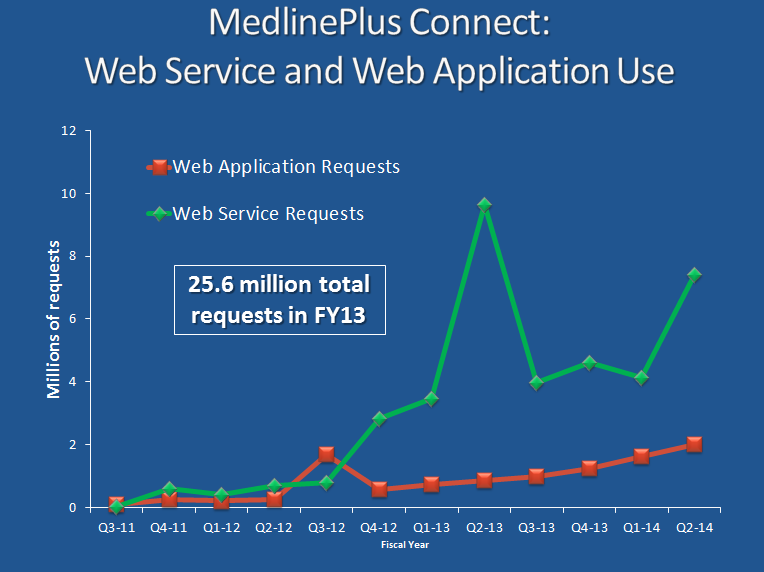 MedlinePlus Connect:
Web Service and Web Application Use
12
10
8
6
4
2
0
Millions of requests
Web Application Requests
Web Service Requests
25.6 million total
requests in FY13
Q3-11 Q4-11 Q1-12 Q2-12 Q3-12 Q4-12 Q1-13 Q2-13 Q3-13 Q4-13 Q1-14 Q2-14
Fiscal Year